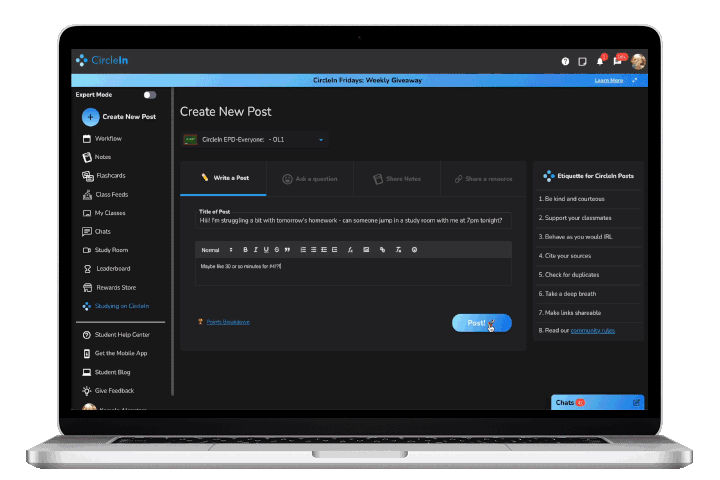 CircleIn
CircleIn Fridays: Weekly Giveaway
Learn More
Expert Mode
Create New Post
Workflow
Notes
Flashcards
Class Feeds
My Classes
Chats
Study Room
Leaderboard
Rewards Store
Studying on CircleIn
Student Help Center
Get the Mobile App
Student Blog
Give Feedback
Create New Post
CircleIn EPD-Everyone: - OL1
Write a Post
Ask a question
Share Notes
Share a resource
Title of Post
Hii! I'm struggling a bit with tomorrow's homework - can someone jump in a study room with me at 7pm tonight?
Normal
Maybe like 30 or so minutes for
Points Breakdown
Post!
Etiquette for CircleIn Posts
1. Be kind and courteous
2. Support your classmates
3. Behave as you would IRL
4. Cite your sources
5. Check for duplicates
6. Take a deep breath
7. Make links shareable
8. Read our community rules
Chats